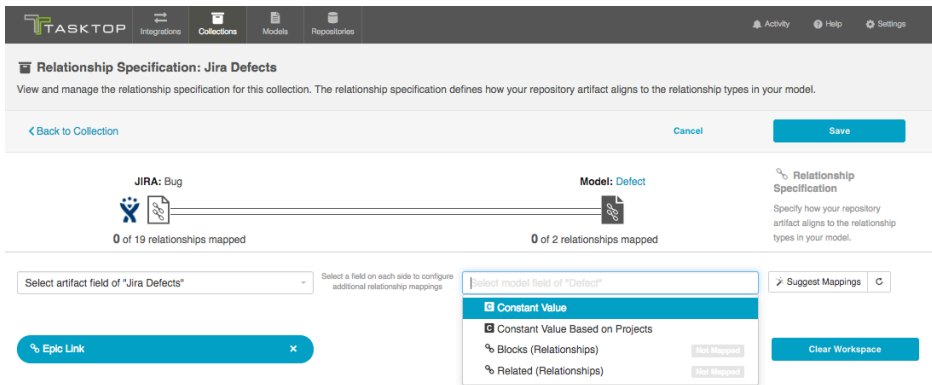 TASKTOP
Integrations
Collections
Models
Repositories
Activity
Help
Settings
Relationship Specification: Jira Defects
View and manage the relationship specification for this collection. The relationship specification defines how your repository artifact aligns to the relationship types in your model.
Back to Collection
Cancel
Save
JIRA: Bug
Model: Defect
0 of 19 relationships mapped
0 of 2 relationships mapped
Relationship
Specification
Specify how your repository
artifact aligns to the relationship
types in your model.
Select artifact field of "Jira Defects"
Select a field on each side to configure
additional relationship mappings
Select model field of "Defect"
Suggest Mappings
C Constant Value
C Constant Value Based on Projects
Blocks (Relationships)
Not Mapped
Related (Relationships)
Not Mapped
Epic Link
Clear Workspace